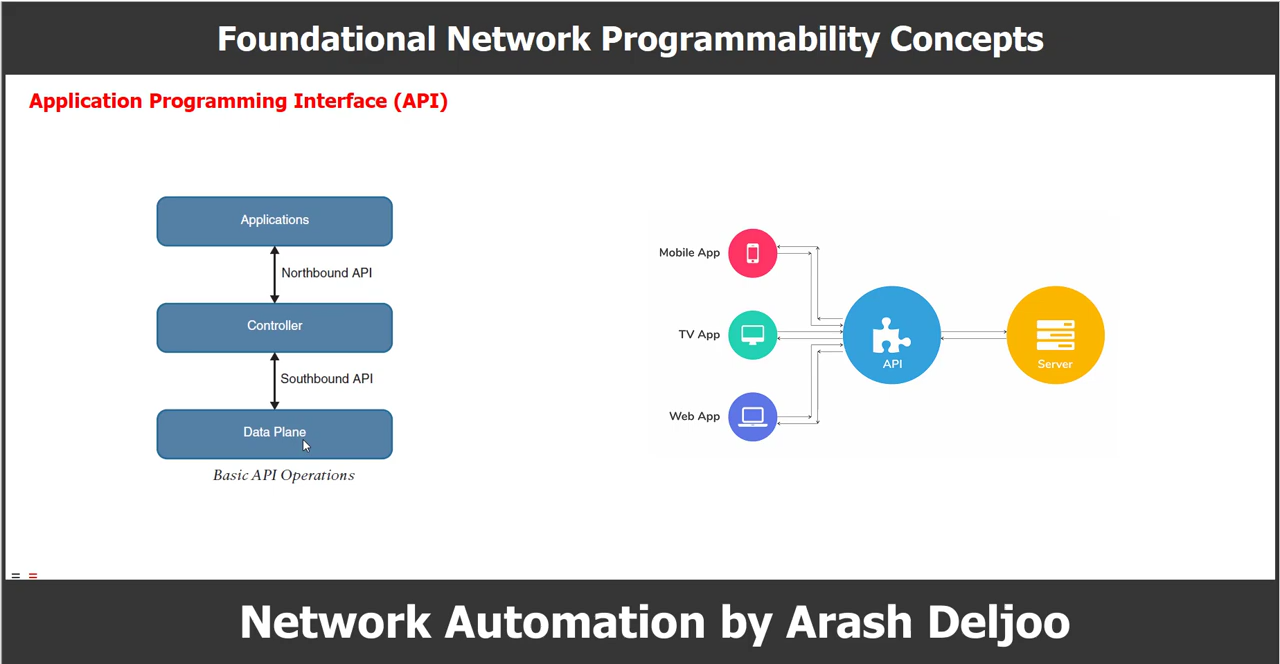 Foundational Network Programmability Concepts
Application Programming Interface (API)
Applications
Northbound API
Controller
Southbound API
Data Plane
Basic API Operations
Mobile App
TV App
Web App
API
Server
Network Automation by Arash Deljoo